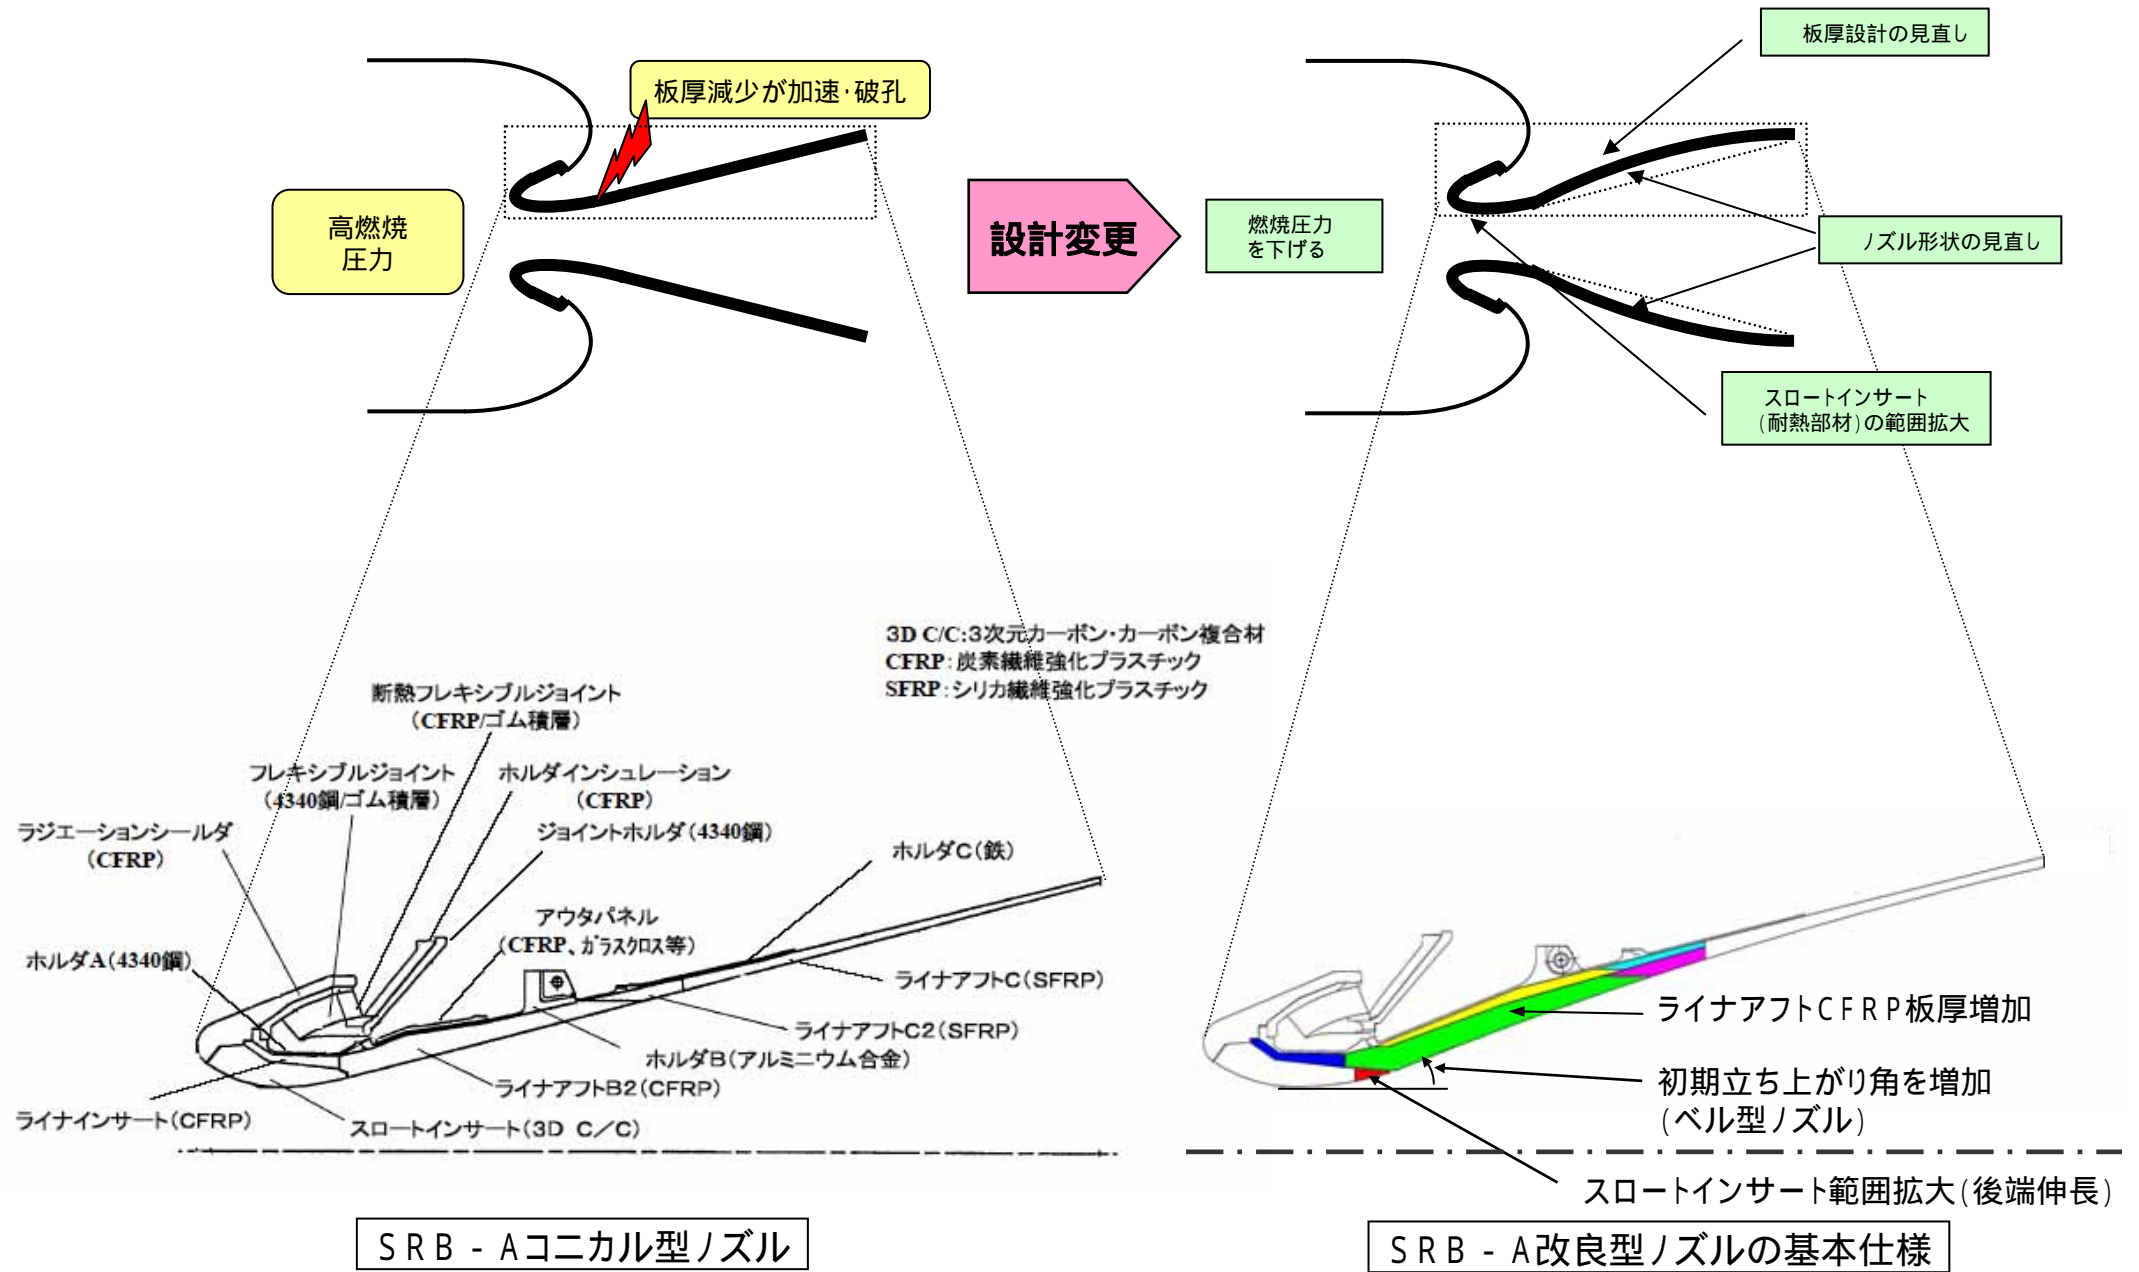 板厚減少が加速・破孔
高燃焼
圧力
設計変更
板厚設計の見直し
燃焼圧力
を下げる
ノズル形状の見直し
スロートインサート
(耐熱部材)の範囲拡大
3D C/C:3次元カーボン・カーボン複合材
CFRP:炭素繊維強化プラスチック
SFRP:シリカ繊維強化プラスチック
断熱フレキシブルジョイント
(CFRP/ゴム積層)
フレキシブルジョイント
(4340鋼/ゴム積層)
ホルダインシュレーション
(CFRP)
ラジエーションシールダ
(CFRP)
ジョイントホルダ(4340鋼)
ホルダC(鉄)
アウタパネル
(CFRP、ガラスクロス等)
ホルダA(4340鋼)
ライナアフトC(SFRP)
ライナアフトC2(SFRP)
ホルダB(アルミニウム合金)
ライナアフトB2(CFRP)
ライナインサート(CFRP)
スロートインサート(3D C/C)
ライナアフトCFRP板厚増加
初期立ち上がり角を増加
(ベル型ノズル)
スロートインサート範囲拡大(後端伸長)
SRB-Aコニカル型ノズル
SRB-A改良型ノズルの基本仕様